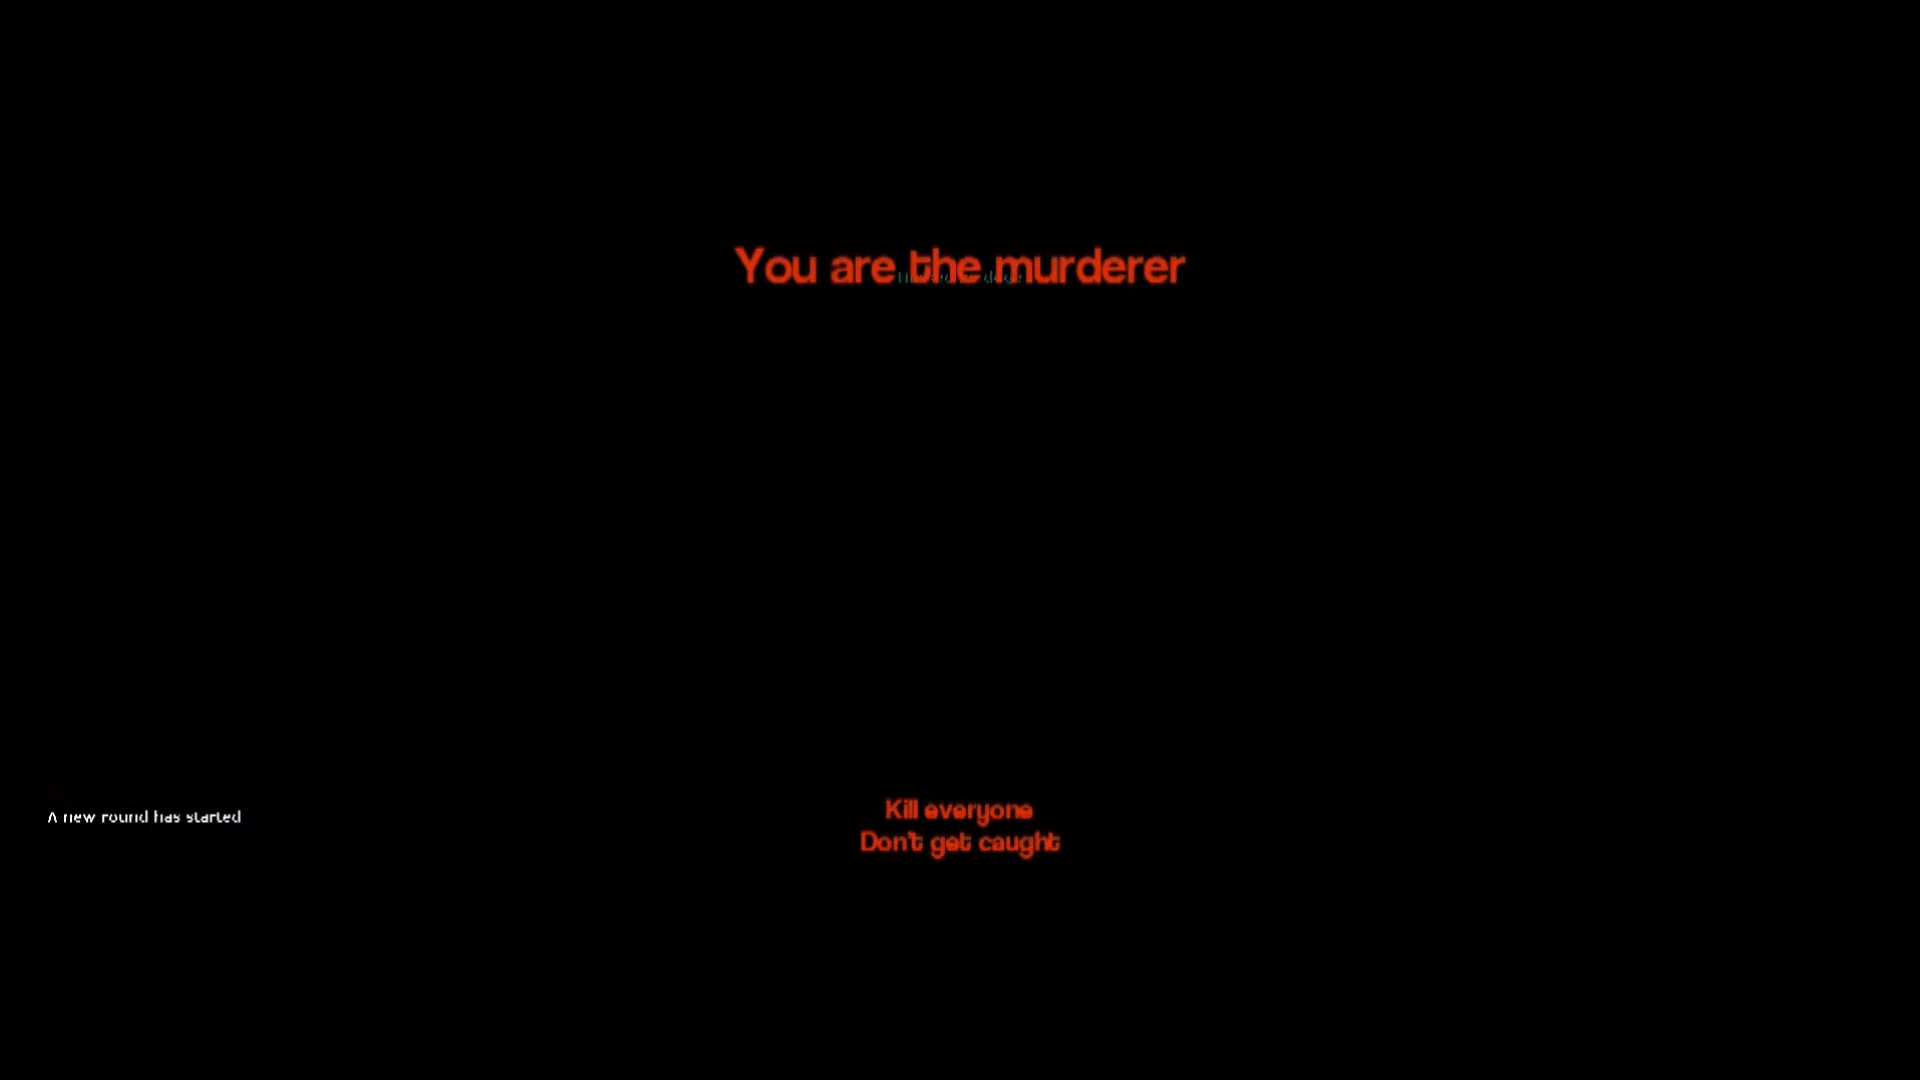 You are the murderer
A new round has started
Kill everyone
Don't get caught